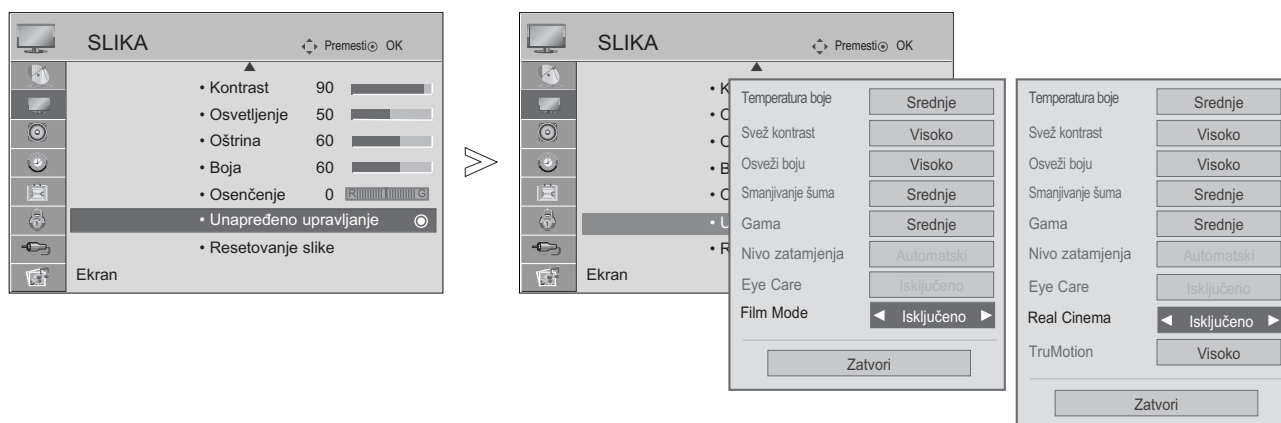 SLIKA Premesti OK
• Kontrast 90
• Osvetljenje 50
• Oštrina 60
• Boja 60
• Osenčenje 0 R G
• Unapređeno upravljanje
• Resetovanje slike
Ekran
SLIKA Premesti OK
• K
• O
• O
• B
• O
• U
• R
Ekran
Temperatura boje Srednje
Svež kontrast Visoko
Osveži boju Visoko
Smanjivanje šuma Srednje
Gama Srednje
Nivo zatamjenja Automatski
Eye Care Isključeno
Film Mode ◄ Isključeno ►
Zatvori
Temperatura boje Srednje
Svež kontrast Visoko
Osveži boju Visoko
Smanjivanje šuma Srednje
Gama Srednje
Nivo zatamjenja Automatski
Eye Care Isključeno
Real Cinema ◄ Isključeno ►
TruMotion Visoko
Zatvori